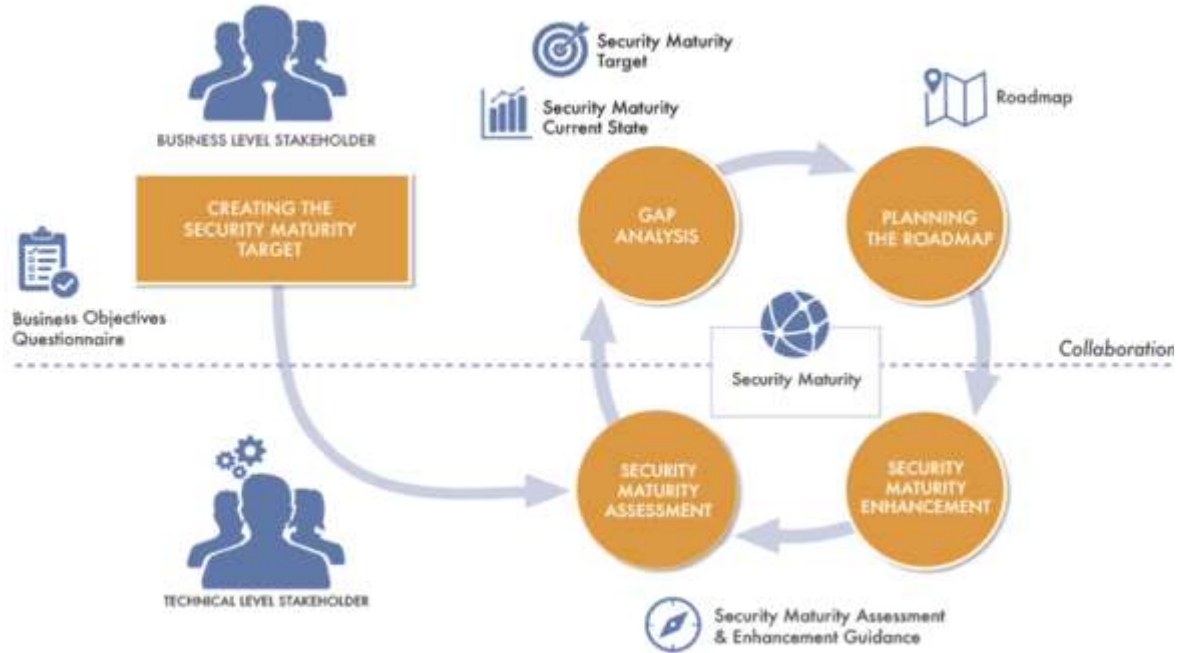 Security Maturity
Target
Security Maturity
Current State
Roadmap
BUSINESS LEVEL STAKEHOLDER
CREATING THE
SECURITY MATURITY
TARGET
GAP
ANALYSIS
PLANNING
THE ROADMAP
Business Objectives
Questionnaire
Collaboration
Security Maturity
SECURITY
MATURITY
ASSESSMENT
SECURITY
MATURITY
ENHANCEMENT
TECHNICAL LEVEL STAKEHOLDER
Security Maturity Assessment
& Enhancement Guidance